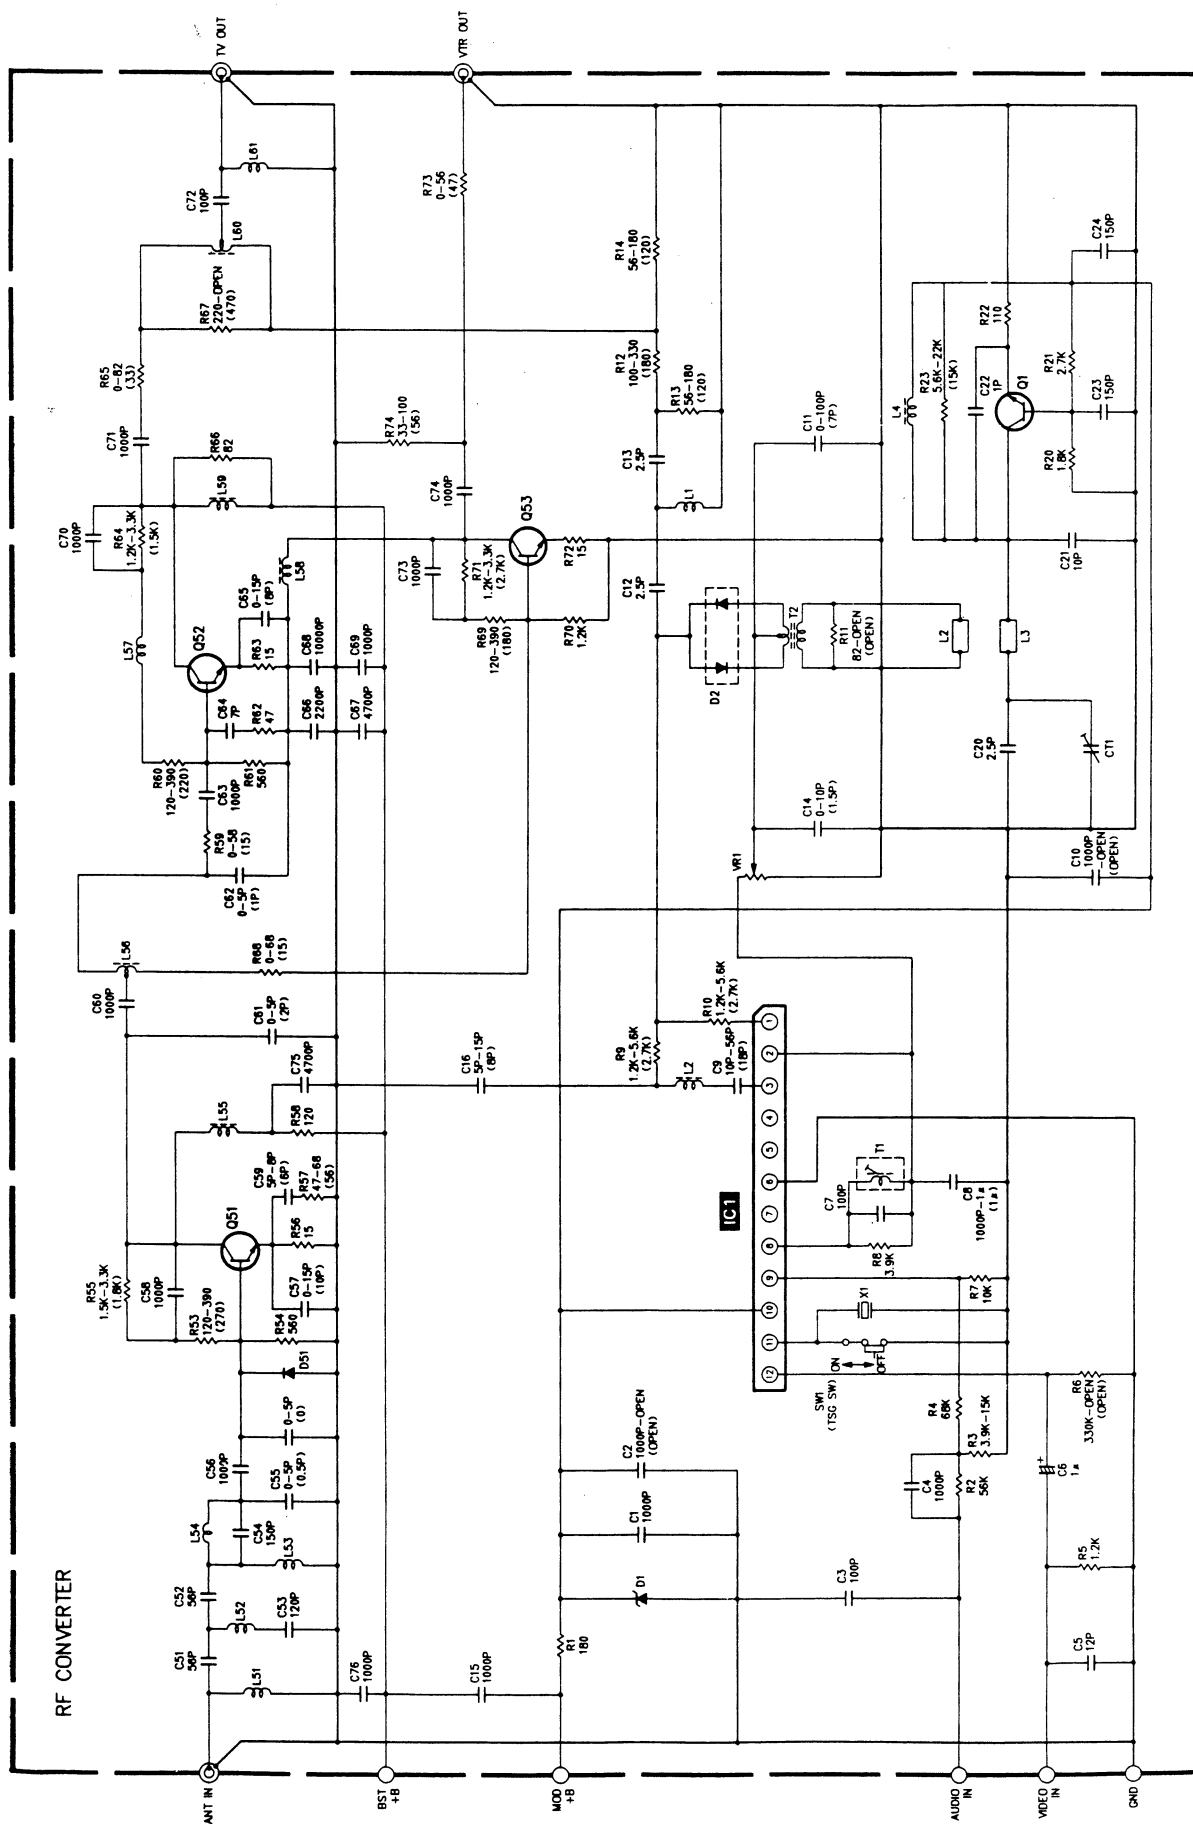 RF CONVERTER
ANT IN
BST
+B
MOD
+B
AUDIO
IN
VIDEO
IN
GND
TV OUT
VTR OUT
L51
C51
56P
L52
C53
120P
C52
56P
L53
L54
C54
150P
C55
0-5P
(0.5P)
C56
1000P
0-5P
(0)
D51
R54
560
R53
120-390
(270)
R55
1.5K-3.3K
(1.8K)
C58
1000P
C57
0-15P
(10P)
R56
15
Q51
C59
5P-8P
(6P)
R57
47-68
(56)
L55
R58
120
C75
4700P
C61
0-5P
(2P)
C60
1000P
L56
R68
0-68
(15)
C62
0-5P
(1P)
R59
0-58
(15)
C63
1000P
R60
120-390
(220)
R61
560
C64
7P
R62
47
C66
2200P
C67
4700P
L57
Q52
R63
15
C68
10000P
C69
1000P
C65
0-15P
(8P)
L58
C70
1000P
R64
1.2K-3.3K
(1.5K)
L59
R66
82
C71
1000P
R65
0-82
(33)
R67
220-OPEN
(470)
L60
C72
100P
L61
C76
1000P
C15
1000P
C16
5P-15P
(8P)
R69
120-390
(180)
R70
1.2K
C73
1000P
R71
1.2K-3.3K
(2.7K)
R72
15
Q53
C74
1000P
R74
33-100
(56)
R73
0-56
(47)
R1
180
D1
C1
1000P
C2
1000P-OPEN
(OPEN)
C3
100P
R9
1.2K-5.6K
(2.7K)
L2
C9
10P-56P
(18P)
R10
1.2K-5.6K
(2.7K)
C12
2.5P
L1
C13
2.5P
R13
56-180
(120)
R12
100-330
(180)
R14
56-180
(120)
D2
T2
R11
82-OPEN
(OPEN)
VR1
C14
0-10P
(1.5P)
C11
0-100P
(7P)
IC1
12
11
10
9
8
7
6
5
4
3
2
1
SW1
(TSG SW)
ON
OFF
X1
R7
10K
R8
3.9K
C7
100P
T1
C8
1000P-1μ
(1μ)
C4
1000P
R2
56K
R3
3.9K-15K
R4
68K
C5
12P
R5
1.2K
C6
1μ
+
R6
330K-OPEN
(OPEN)
C10
1000P
-OPEN
(OPEN)
C20
2.5P
CT1
L2
L3
C21
10P
R20
1.8K
C23
150P
R21
2.7K
C24
150P
Q1
C22
1P
R22
110
R23
5.6K-22K
(15K)
L4